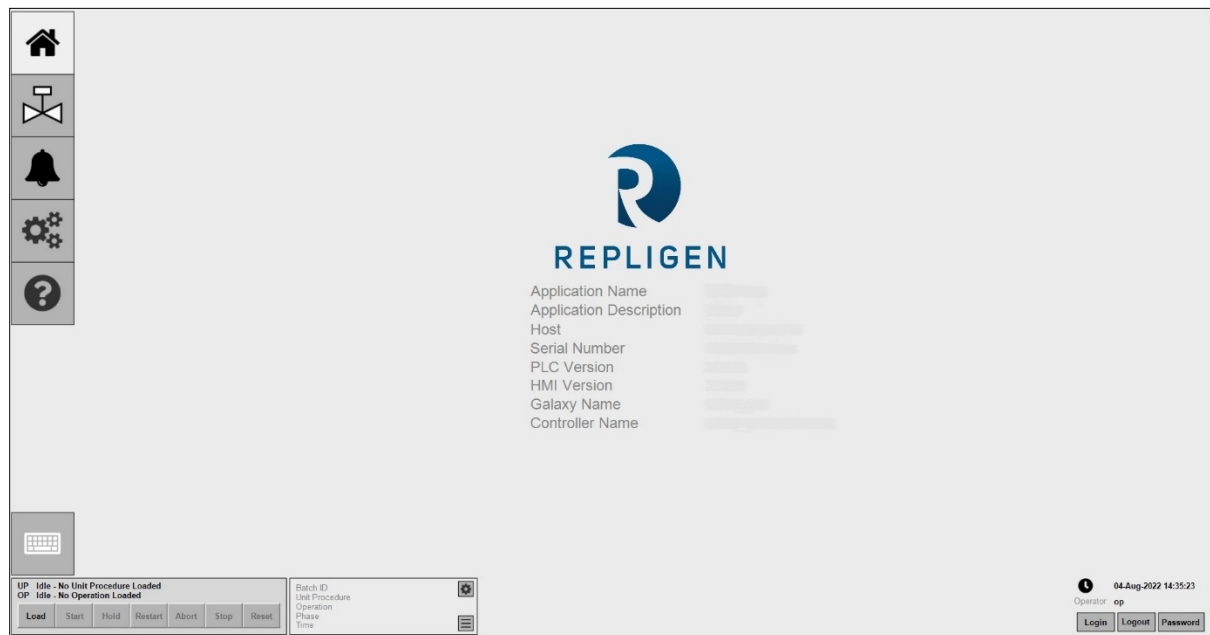 REPLIGEN
Application Name
Application Description
Host
Serial Number
PLC Version
HMI Version
Galaxy Name
Controller Name
UP Idle - No Unit Procedure Loaded
OP Idle - No Operation Loaded
Load Start Hold Restart Abort Stop Reset
Batch ID
Unit Procedure
Operation
Phase
Time
04-Aug-2022 14:35:23
Operator op
Login Logout Password